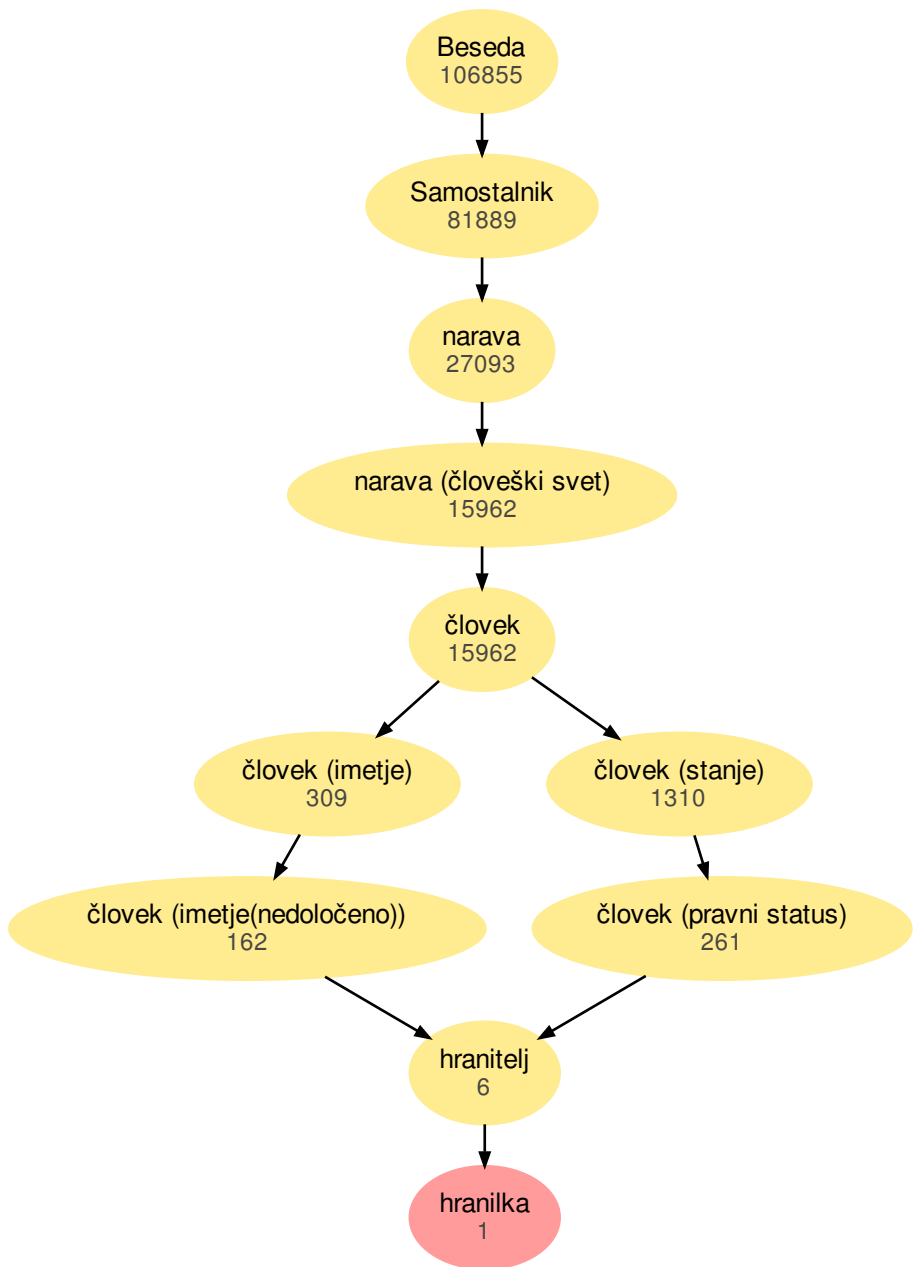 Beseda
106855
Samostalnik
81889
narava
27093
narava (človeški svet)
15962
človek
15962
človek (imetje)
309
človek (stanje)
1310
človek (imetje(nedoločeno))
162
človek (pravni status)
261
hranitelj
6
hranilka
1